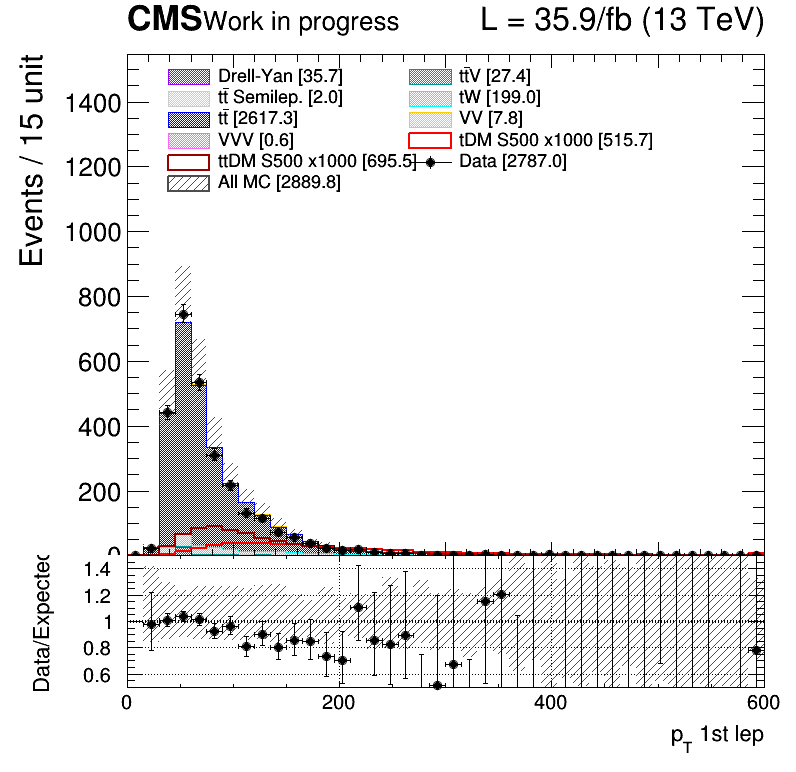 CMS Work in progress L = 35.9/fb (13 TeV)
Drell-Yan [35.7] tt̄V [27.4]
tt̄ Semilep. [2.0] tW [199.0]
tt̄ [2617.3] VV [7.8]
VVV [0.6] tDM S500 x1000 [515.7]
ttDM S500 x1000 [695.5] Data [2787.0]
All MC [2889.8]
Events / 15 unit
1400
1200
1000
800
600
400
200
0
Data/Expected
1.4
1.2
1
0.8
0.6
0 200 400 600
p_T 1st lep